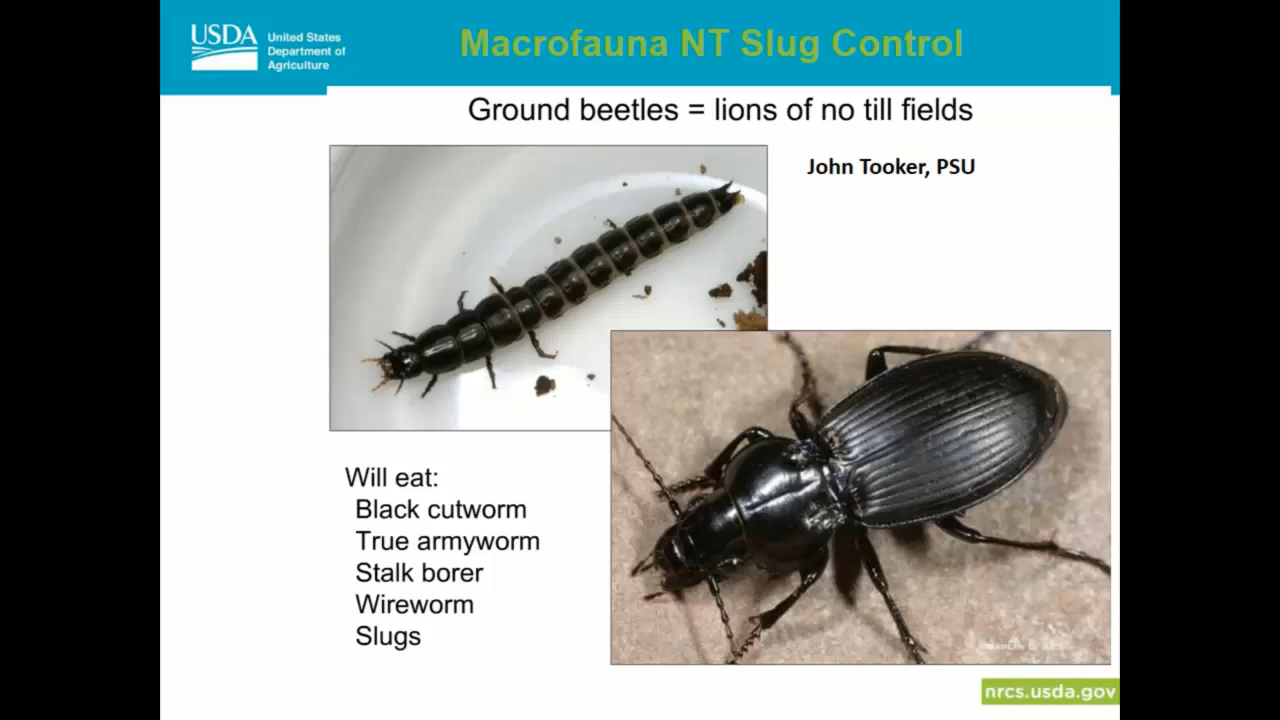 USDA
United States
Department of
Agriculture
Macrofauna NT Slug Control
Ground beetles = lions of no till fields
John Tooker, PSU
Will eat:
Black cutworm
True armyworm
Stalk borer
Wireworm
Slugs
nrcs.usda.gov